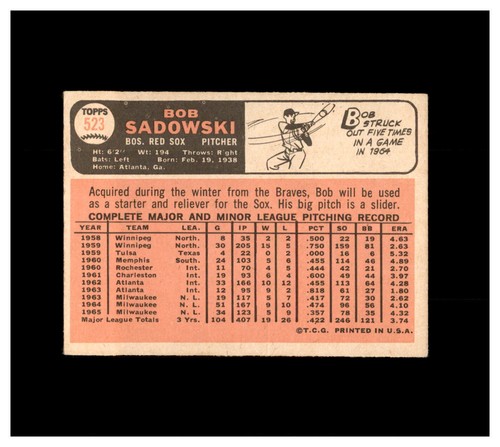 TOPPS
523
BOB
SADOWSKI
BOS. RED SOX PITCHER
Ht: 6'2" Wt: 194 Throws: Right
Bats: Left Born: Feb. 19, 1938
Home: Atlanta, Ga.
BOB
STRUCK
OUT FIVE TIMES
IN A GAME
IN 1964
Acquired during the winter from the Braves, Bob will be used
as a starter and reliever for the Sox. His big pitch is a slider.
COMPLETE MAJOR AND MINOR LEAGUE PITCHING RECORD
YEAR TEAM LEA. G IP W L PCT SO BB ERA
1958 Winnipeg North. 8 35 2 2 .500 22 19 4.63
1959 Winnipeg North. 30 205 15 5 .750 159 81 2.63
1959 Tulsa Texas 4 22 0 2 .000 16 6 5.32
1960 Memphis South. 24 103 5 6 .455 114 46 4.89
1960 Rochester Int. 11 70 4 5 .444 42 21 2.70
1961 Charleston Int. 19 93 6 4 .600 49 44 3.97
1962 Atlanta Int. 33 166 10 12 .455 113 64 4.28
1963 Atlanta Int. 12 95 5 6 .455 81 22 1.80
1963 Milwaukee N.L. 19 117 5 7 .417 72 30 2.62
1964 Milwaukee N.L. 51 167 9 10 .474 96 56 4.10
1965 Milwaukee N.L. 34 123 5 9 .357 78 35 4.32
Major League Totals 3 Yrs. 104 407 19 26 .422 246 121 3.74
©T.C.G. PRINTED IN U.S.A.